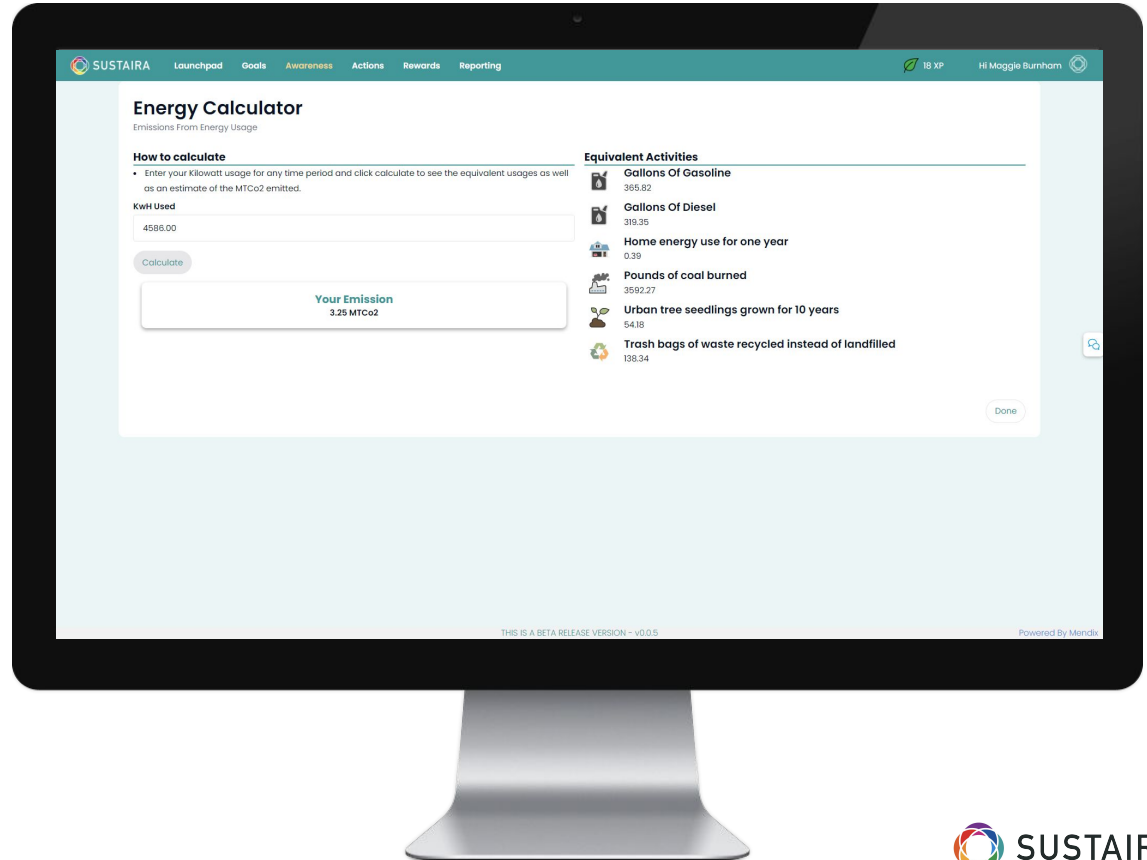 SUSTAIRA
Launchpad Goals Awareness Actions Rewards Reporting
18 XP
Hi Maggie Burnham
Energy Calculator
Emissions From Energy Usage
How to calculate
• Enter your Kilowatt usage for any time period and click calculate to see the equivalent usages as well
as an estimate of the MTCo2 emitted.
KwH Used
4586.00
Calculate
Your Emission
3.25 MTCo2
Equivalent Activities
Gallons Of Gasoline
365.82
Gallons Of Diesel
319.35
Home energy use for one year
0.39
Pounds of coal burned
3592.27
Urban tree seedlings grown for 10 years
54.18
Trash bags of waste recycled instead of landfilled
138.34
Done
THIS IS A BETA RELEASE VERSION - v0.0.5
Powered By Mendix